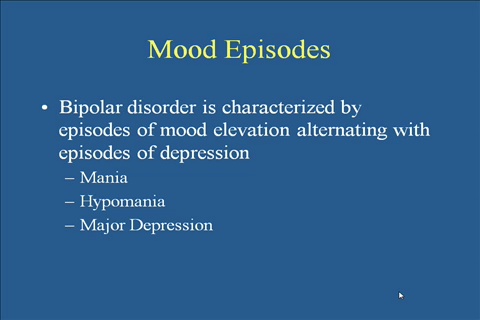 Mood Episodes
• Bipolar disorder is characterized by
episodes of mood elevation alternating with
episodes of depression
– Mania
– Hypomania
– Major Depression